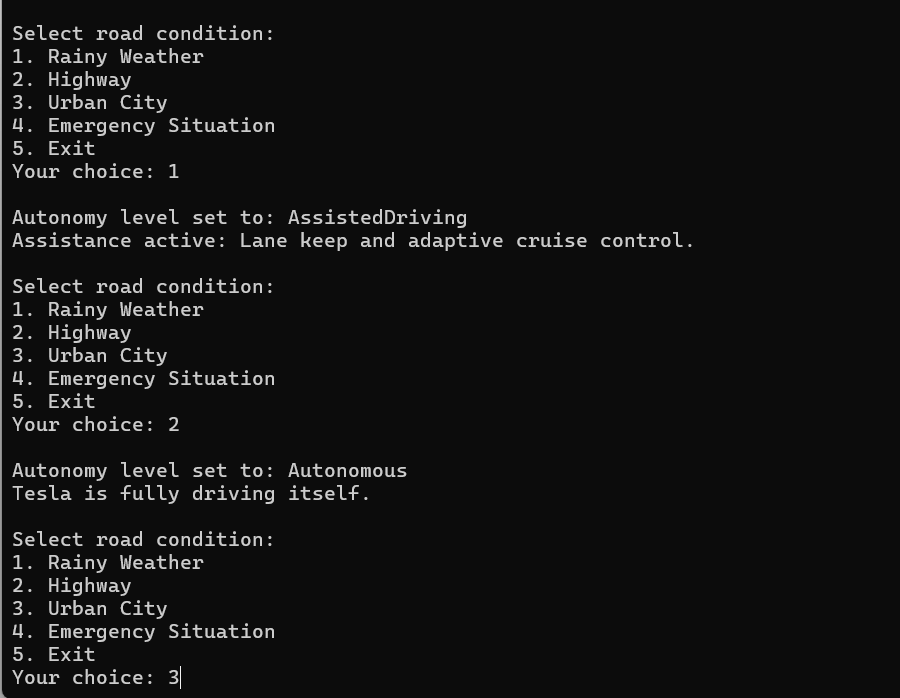 Select road condition:
1. Rainy Weather
2. Highway
3. Urban City
4. Emergency Situation
5. Exit
Your choice: 1
Autonomy level set to: AssistedDriving
Assistance active: Lane keep and adaptive cruise control.
Select road condition:
1. Rainy Weather
2. Highway
3. Urban City
4. Emergency Situation
5. Exit
Your choice: 2
Autonomy level set to: Autonomous
Tesla is fully driving itself.
Select road condition:
1. Rainy Weather
2. Highway
3. Urban City
4. Emergency Situation
5. Exit
Your choice: 3